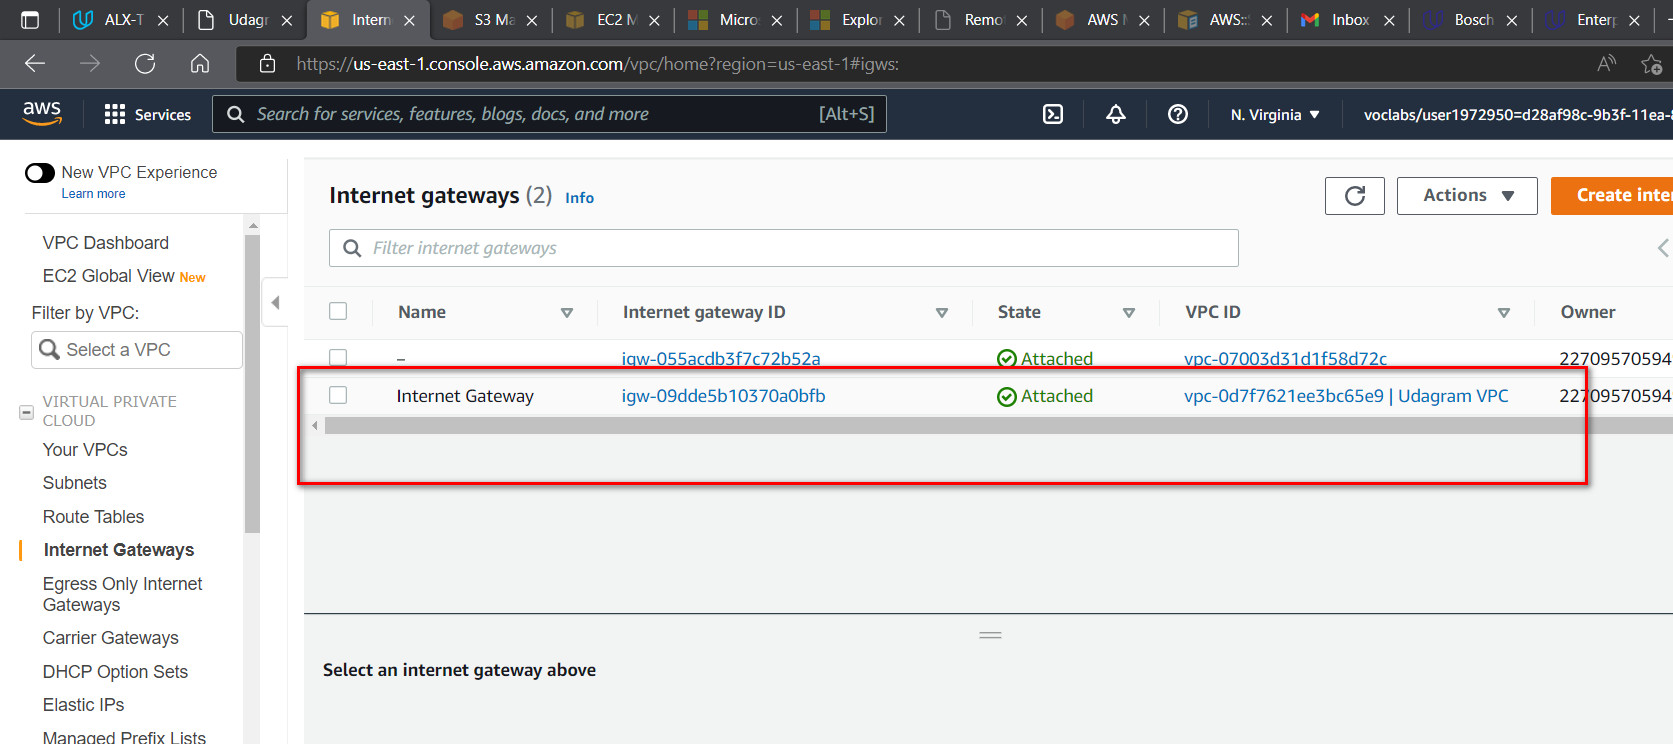 ALX-T
Udagr
Intern
S3 Ma
EC2 M
Micros
Explor
Remot
AWS M
AWS::
Inbox
Bosch
Enterp
https://us-east-1.console.aws.amazon.com/vpc/home?region=us-east-1#igws:
aws
Services
Search for services, features, blogs, docs, and more
[Alt+S]
N. Virginia
voclabs/user1972950=d28af98c-9b3f-11ea-8
New VPC Experience
Learn more
VPC Dashboard
EC2 Global View New
Filter by VPC:
Select a VPC
VIRTUAL PRIVATE
CLOUD
Your VPCs
Subnets
Route Tables
Internet Gateways
Egress Only Internet
Gateways
Carrier Gateways
DHCP Option Sets
Elastic IPs
Managed Prefix Lists
Internet gateways (2) Info
Actions
Create inter
Filter internet gateways
Name Internet gateway ID State VPC ID Owner
– igw-055acdb3f7c72b52a Attached vpc-07003d31d1f58d72c 22709570594
Internet Gateway igw-09dde5b10370a0bfb Attached vpc-0d7f7621ee3bc65e9 | Udagram VPC 22709570594
Select an internet gateway above